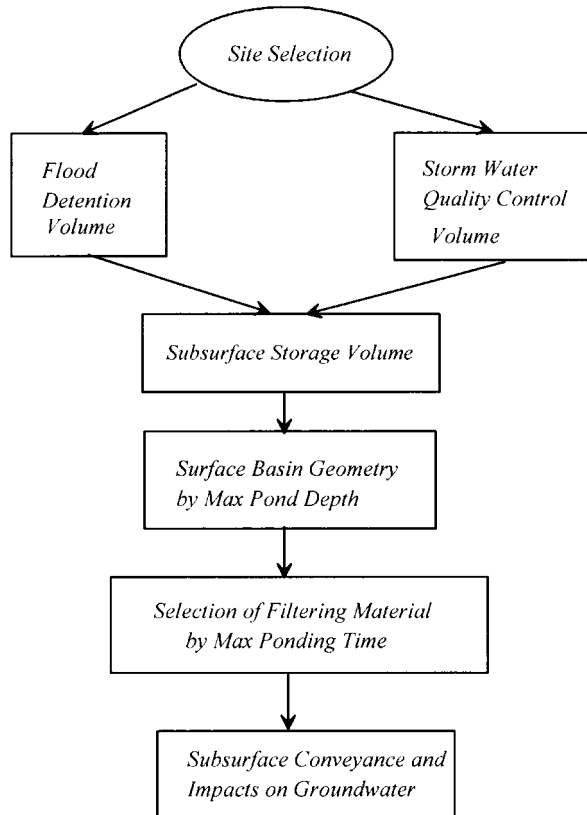 Site Selection
Flood
Detention
Volume
Storm Water
Quality Control
Volume
Subsurface Storage Volume
Surface Basin Geometry
by Max Pond Depth
Selection of Filtering Material
by Max Ponding Time
Subsurface Conveyance and
Impacts on Groundwater